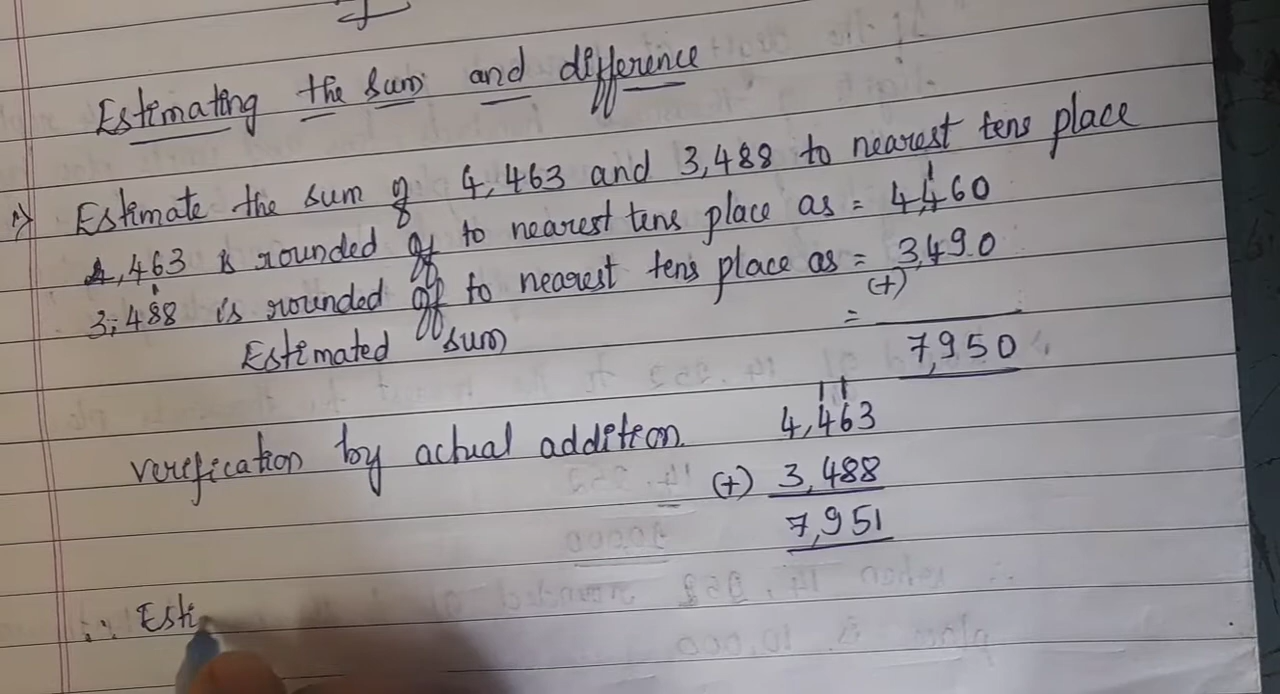 Estimating the sum and difference
1) Estimate the sum of 4,463 and 3,488 to nearest tens place
4,463 is rounded off to nearest tens place as = 4,460
3,488 is rounded off to nearest tens place as = 3,490
(+)
Estimated sum = 7,950
verification by actual addition. 4,463
(+) 3,488
7,951
∴ Esti